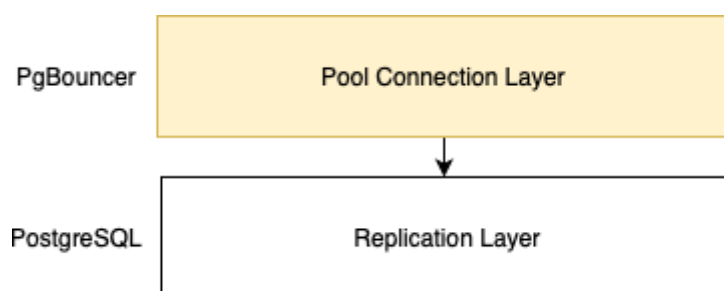 PgBouncer
Pool Connection Layer
PostgreSQL
Replication Layer